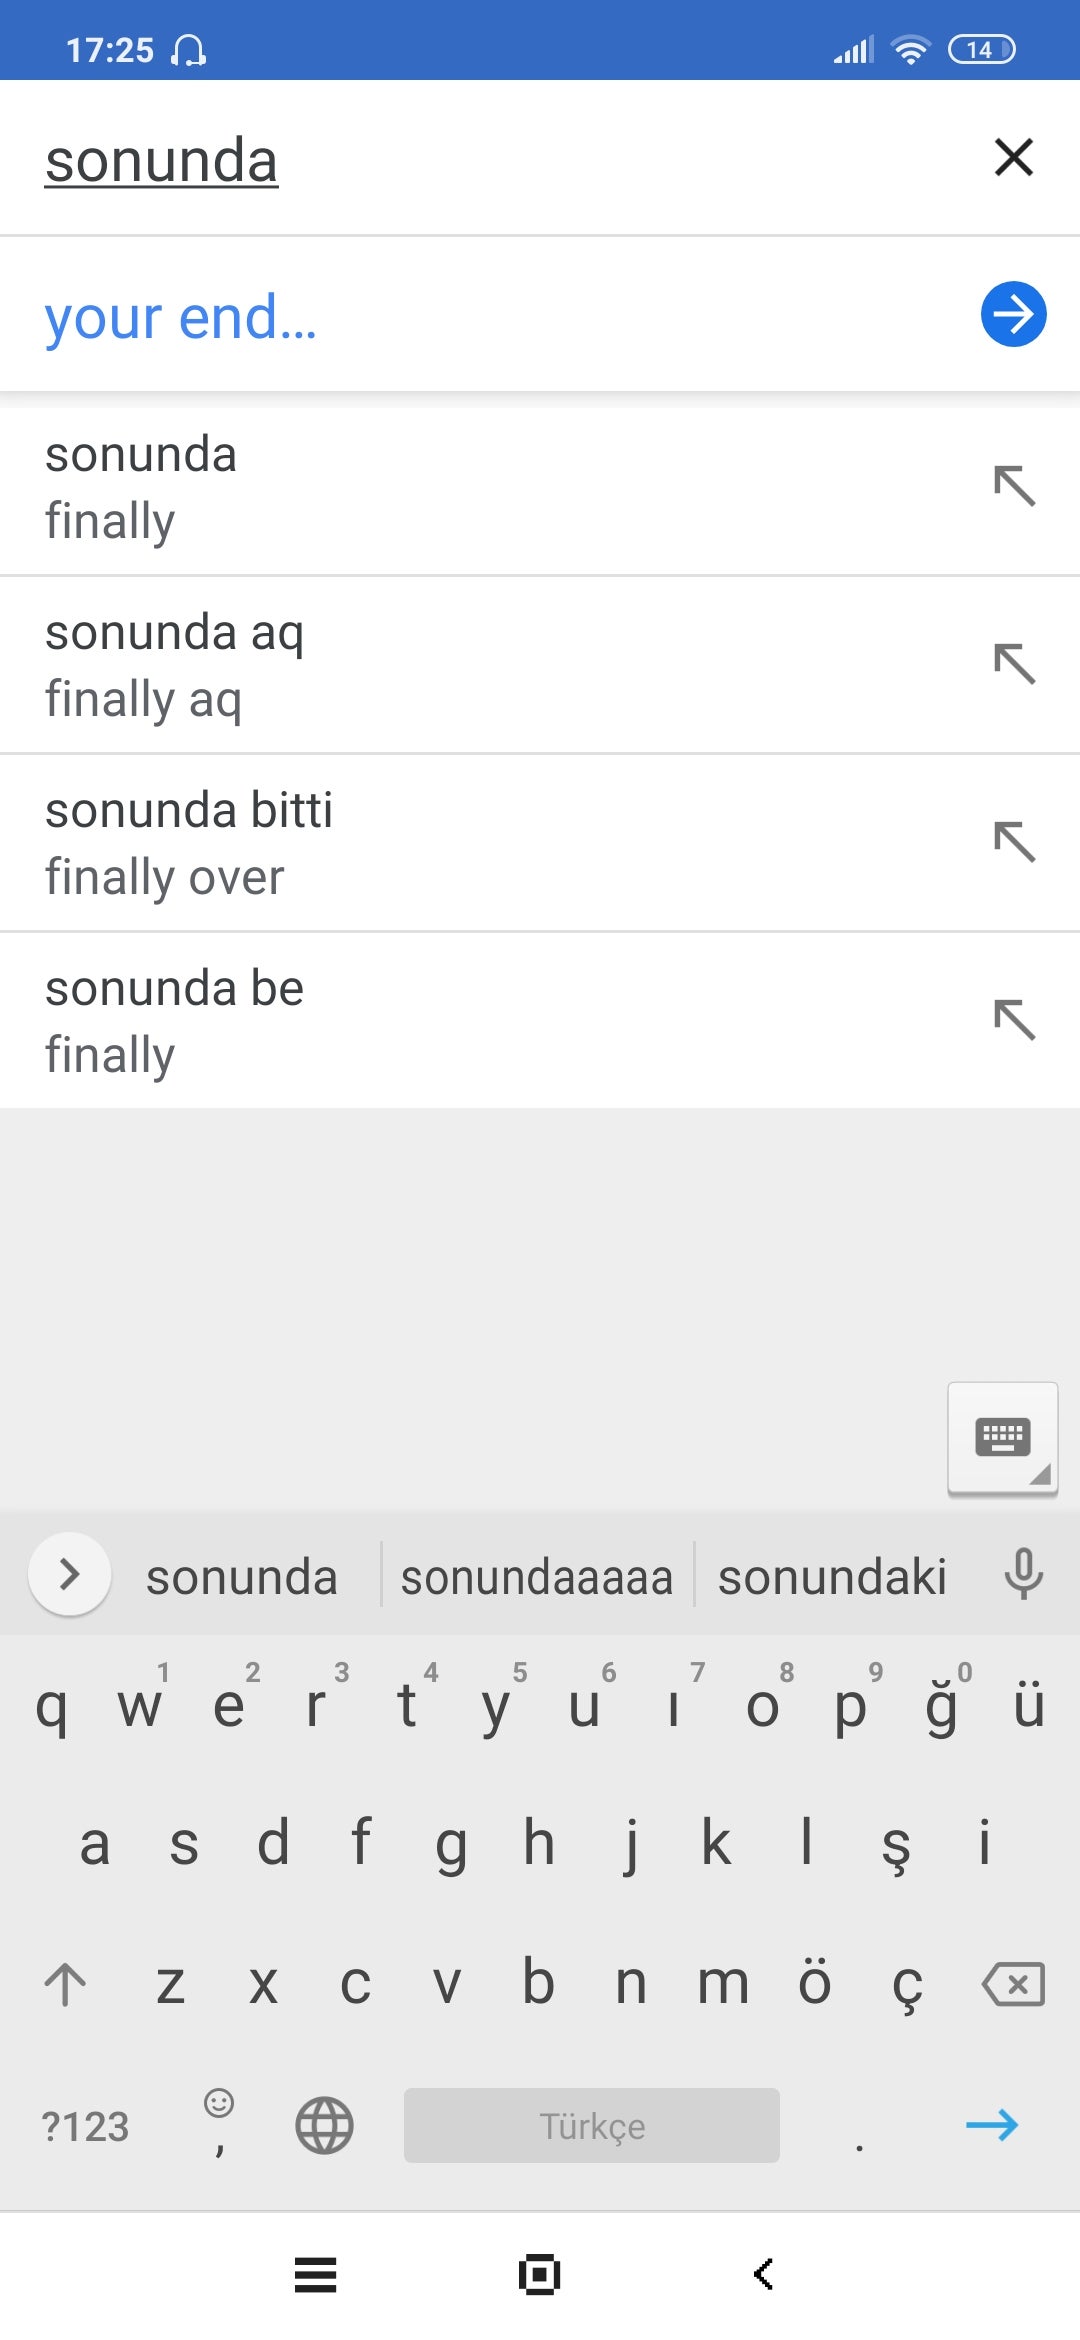 17:25
14
sonunda
your end...
sonunda
finally
sonunda aq
finally aq
sonunda bitti
finally over
sonunda be
finally
sonunda sonundaaaaa sonundaki
1 2 3 4 5 6 7 8 9 0
q w e r t y u ı o p ğ ü
a s d f g h j k l ş i
z x c v b n m ö ç
?123 , Türkçe .